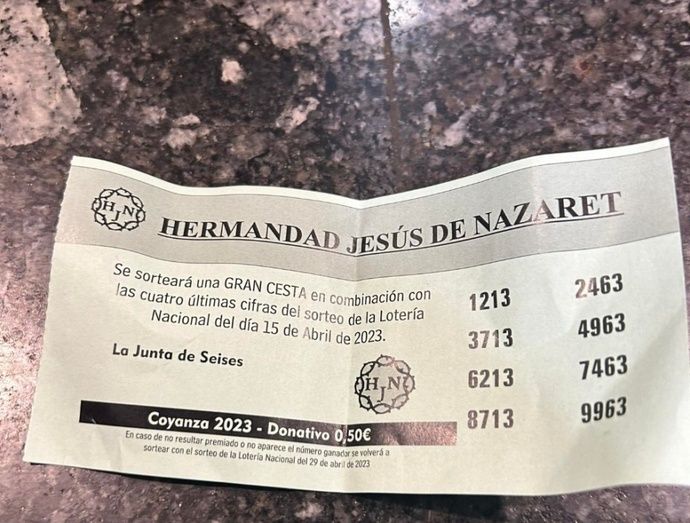 HJN
HERMANDAD JESÚS DE NAZARET
Se sorteará una GRAN CESTA en combinación con
las cuatro últimas cifras del sorteo de la Lotería
Nacional del día 15 de Abril de 2023.
La Junta de Seises
HJN
1213 2463
3713 4963
6213 7463
8713 9963
Coyanza 2023 - Donativo 0,50€
En caso de no resultar premiado o no aparece el número ganador se volverá a
sortear con el sorteo de la Lotería Nacional del 29 de abril de 2023